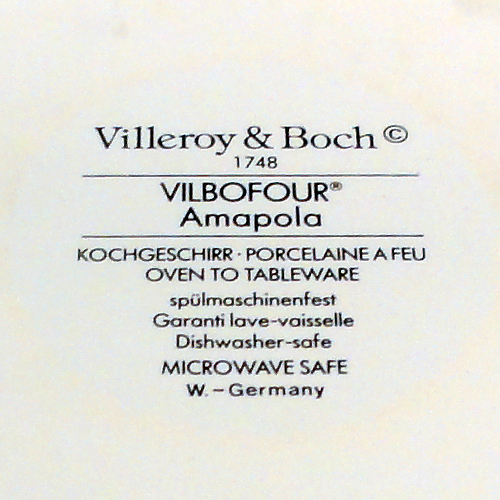 Villeroy & Boch ©
1748
VILBOFOUR®
Amapola
KOCHGESCHIRR · PORCELAINE A FEU
OVEN TO TABLEWARE
spülmaschinenfest
Garanti lave-vaisselle
Dishwasher-safe
MICROWAVE SAFE
W. – Germany